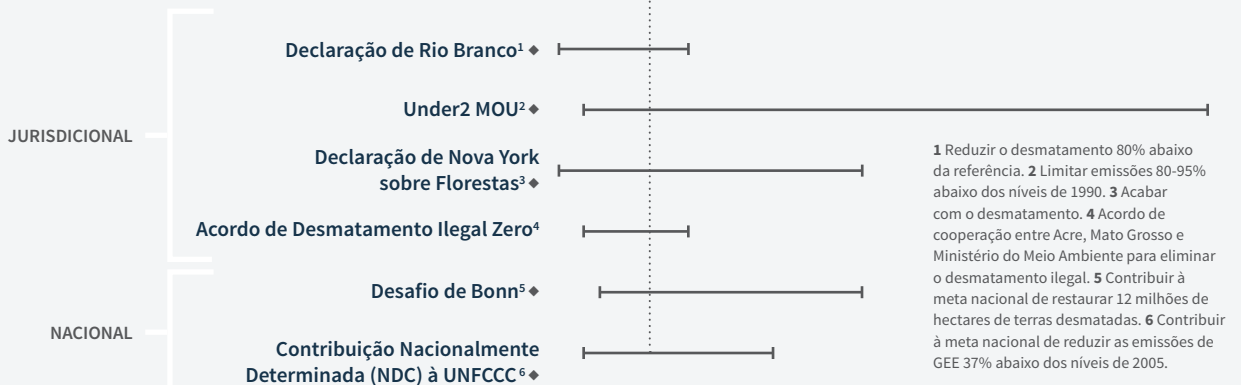 JURISDICIONAL
Declaração de Rio Branco¹ ◆
Under2 MOU² ◆
Declaração de Nova York
sobre Florestas³ ◆
Acordo de Desmatamento Ilegal Zero⁴
NACIONAL
Desafio de Bonn⁵ ◆
Contribuição Nacionalmente
Determinada (NDC) à UNFCCC⁶ ◆
1 Reduzir o desmatamento 80% abaixo
da referência. 2 Limitar emissões 80-95%
abaixo dos níveis de 1990. 3 Acabar
com o desmatamento. 4 Acordo de
cooperação entre Acre, Mato Grosso e
Ministério do Meio Ambiente para eliminar
o desmatamento ilegal. 5 Contribuir à
meta nacional de restaurar 12 milhões de
hectares de terras desmatadas. 6 Contribuir
à meta nacional de reduzir as emissões de
GEE 37% abaixo dos níveis de 2005.